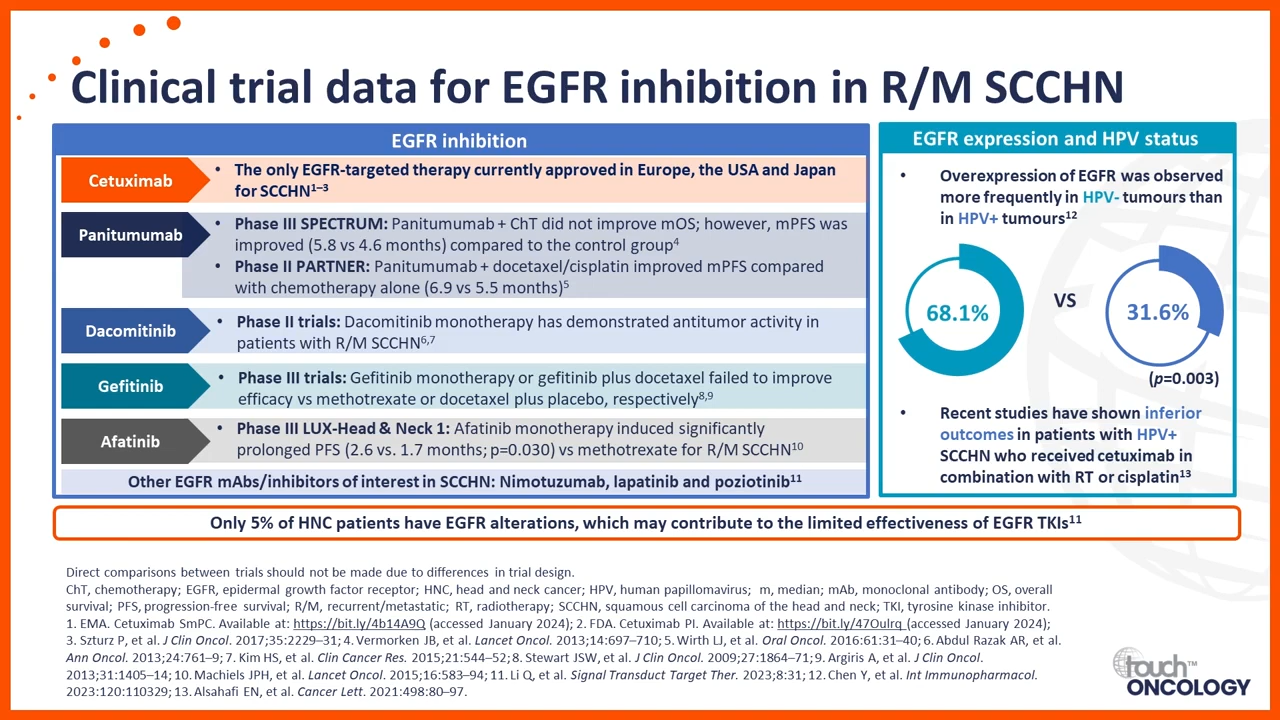 Clinical trial data for EGFR inhibition in R/M SCCHN
EGFR inhibition
Cetuximab
• The only EGFR-targeted therapy currently approved in Europe, the USA and Japan
for SCCHN1–3
Panitumumab
• Phase III SPECTRUM: Panitumumab + ChT did not improve mOS; however, mPFS was
improved (5.8 vs 4.6 months) compared to the control group4
• Phase II PARTNER: Panitumumab + docetaxel/cisplatin improved mPFS compared
with chemotherapy alone (6.9 vs 5.5 months)5
Dacomitinib
• Phase II trials: Dacomitinib monotherapy has demonstrated antitumor activity in
patients with R/M SCCHN6,7
Gefitinib
• Phase III trials: Gefitinib monotherapy or gefitinib plus docetaxel failed to improve
efficacy vs methotrexate or docetaxel plus placebo, respectively8,9
Afatinib
• Phase III LUX-Head & Neck 1: Afatinib monotherapy induced significantly
prolonged PFS (2.6 vs. 1.7 months; p=0.030) vs methotrexate for R/M SCCHN10
Other EGFR mAbs/inhibitors of interest in SCCHN: Nimotuzumab, lapatinib and poziotinib11
EGFR expression and HPV status
• Overexpression of EGFR was observed
more frequently in HPV- tumours than
in HPV+ tumours12
68.1%
VS
31.6%
(p=0.003)
• Recent studies have shown inferior
outcomes in patients with HPV+
SCCHN who received cetuximab in
combination with RT or cisplatin13
Only 5% of HNC patients have EGFR alterations, which may contribute to the limited effectiveness of EGFR TKIs11
Direct comparisons between trials should not be made due to differences in trial design.
ChT, chemotherapy; EGFR, epidermal growth factor receptor; HNC, head and neck cancer; HPV, human papillomavirus; m, median; mAb, monoclonal antibody; OS, overall
survival; PFS, progression-free survival; R/M, recurrent/metastatic; RT, radiotherapy; SCCHN, squamous cell carcinoma of the head and neck; TKI, tyrosine kinase inhibitor.
1. EMA. Cetuximab SmPC. Available at: https://bit.ly/4b14A9Q (accessed January 2024); 2. FDA. Cetuximab PI. Available at: https://bit.ly/47Oulrq (accessed January 2024);
3. Szturz P, et al. J Clin Oncol. 2017;35:2229–31; 4. Vermorken JB, et al. Lancet Oncol. 2013;14:697–710; 5. Wirth LJ, et al. Oral Oncol. 2016:61:31–40; 6. Abdul Razak AR, et al.
Ann Oncol. 2013;24:761–9; 7. Kim HS, et al. Clin Cancer Res. 2015;21:544–52; 8. Stewart JSW, et al. J Clin Oncol. 2009;27:1864–71; 9. Argiris A, et al. J Clin Oncol.
2013;31:1405–14; 10. Machiels JPH, et al. Lancet Oncol. 2015;16:583–94; 11. Li Q, et al. Signal Transduct Target Ther. 2023;8:31; 12. Chen Y, et al. Int Immunopharmacol.
2023:120:110329; 13. Alsahafi EN, et al. Cancer Lett. 2021:498:80–97.
touch™
ONCOLOGY